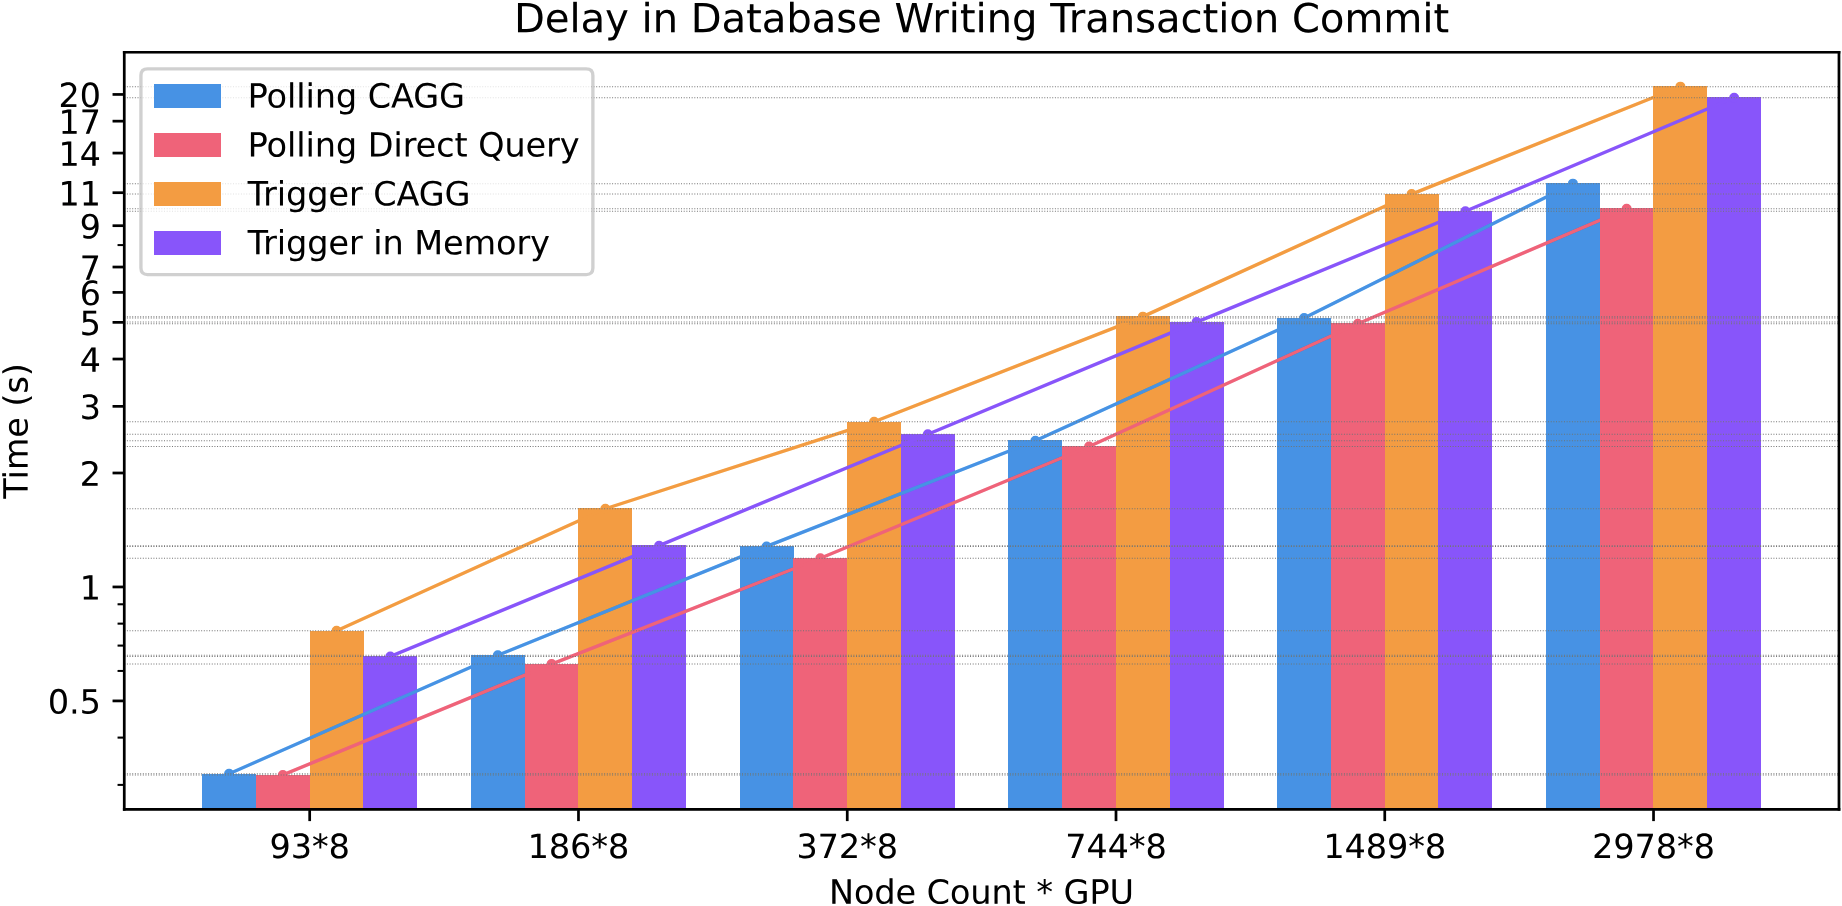 Delay in Database Writing Transaction Commit
Polling CAGG
Polling Direct Query
Trigger CAGG
Trigger in Memory
20
17
14
11
9
7
6
5
4
3
2
1
0.5
Time (s)
93*8
186*8
372*8
744*8
1489*8
2978*8
Node Count * GPU